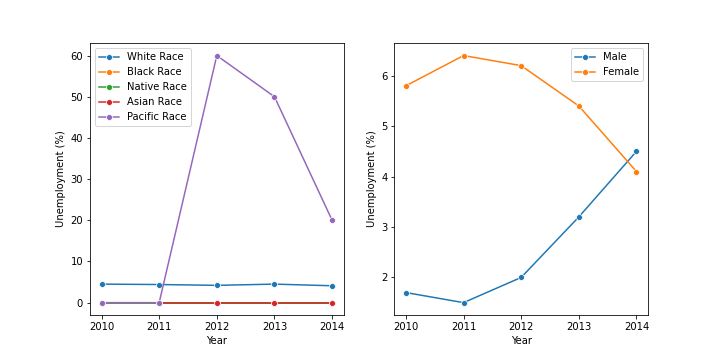 White Race
Black Race
Native Race
Asian Race
Pacific Race
60
50
40
30
20
10
0
Unemployment (%)
2010 2011 2012 2013 2014
Year
Male
Female
6
5
4
3
2
Unemployment (%)
2010 2011 2012 2013 2014
Year